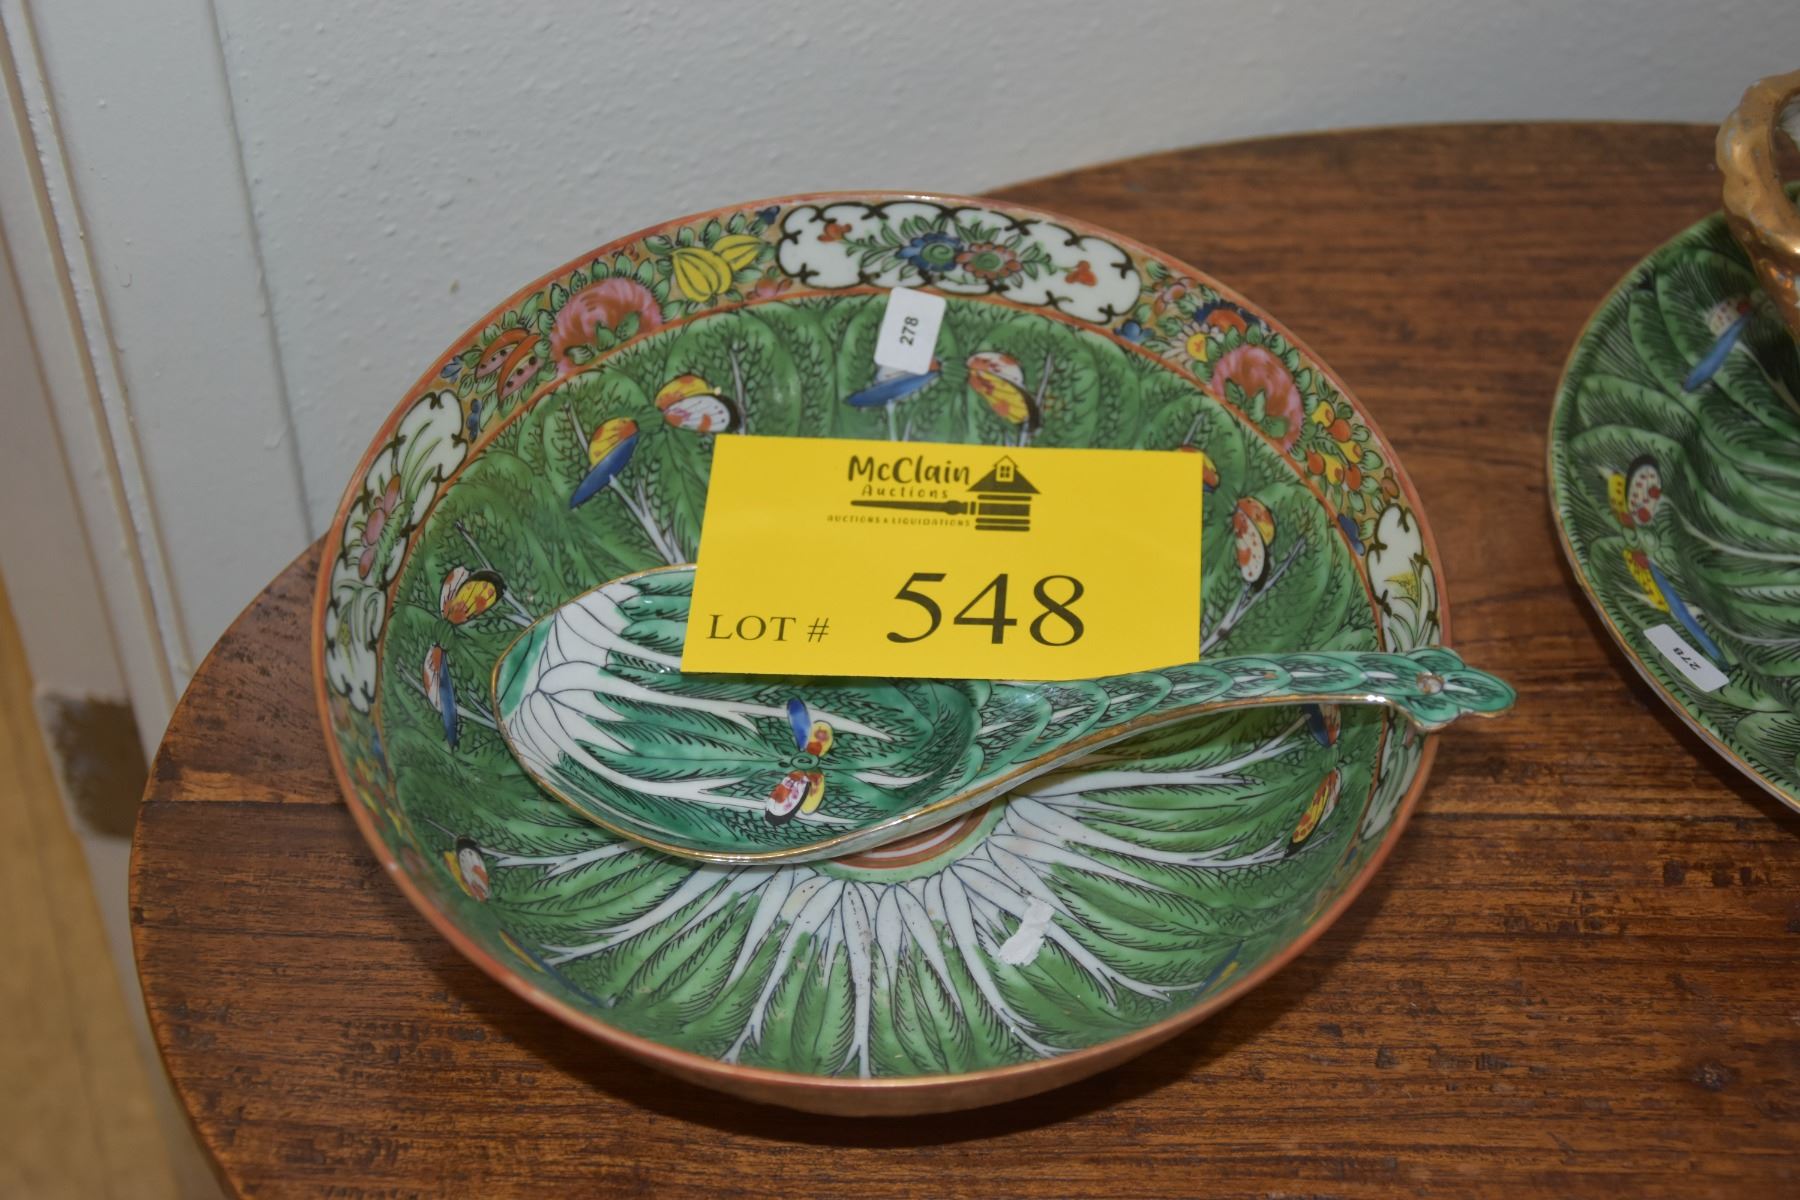 278
McClain
Auctions
AUCTIONS & LIQUIDATIONS
LOT # 548
278